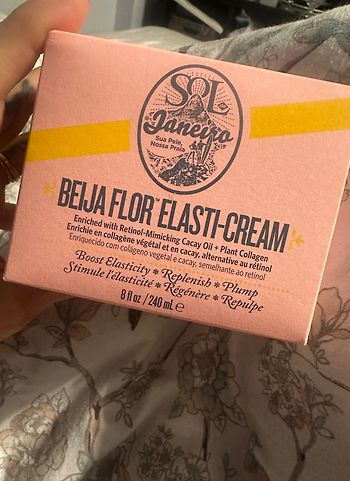 SOL
de
Janeiro
Sua Pele,
Nossa Praia
BEIJA FLOR™ ELASTI-CREAM
Enriched with Retinol-Mimicking Cacay Oil + Plant Collagen
Enrichie en collagène végétal et en cacay, alternative au rétinol
Enriquecido com colágeno vegetal e cacay, semelhante ao retinol
Boost Elasticity * Replenish * Plump
Stimule l'élasticité * Régénère * Repulpe
8 fl oz / 240 mL e